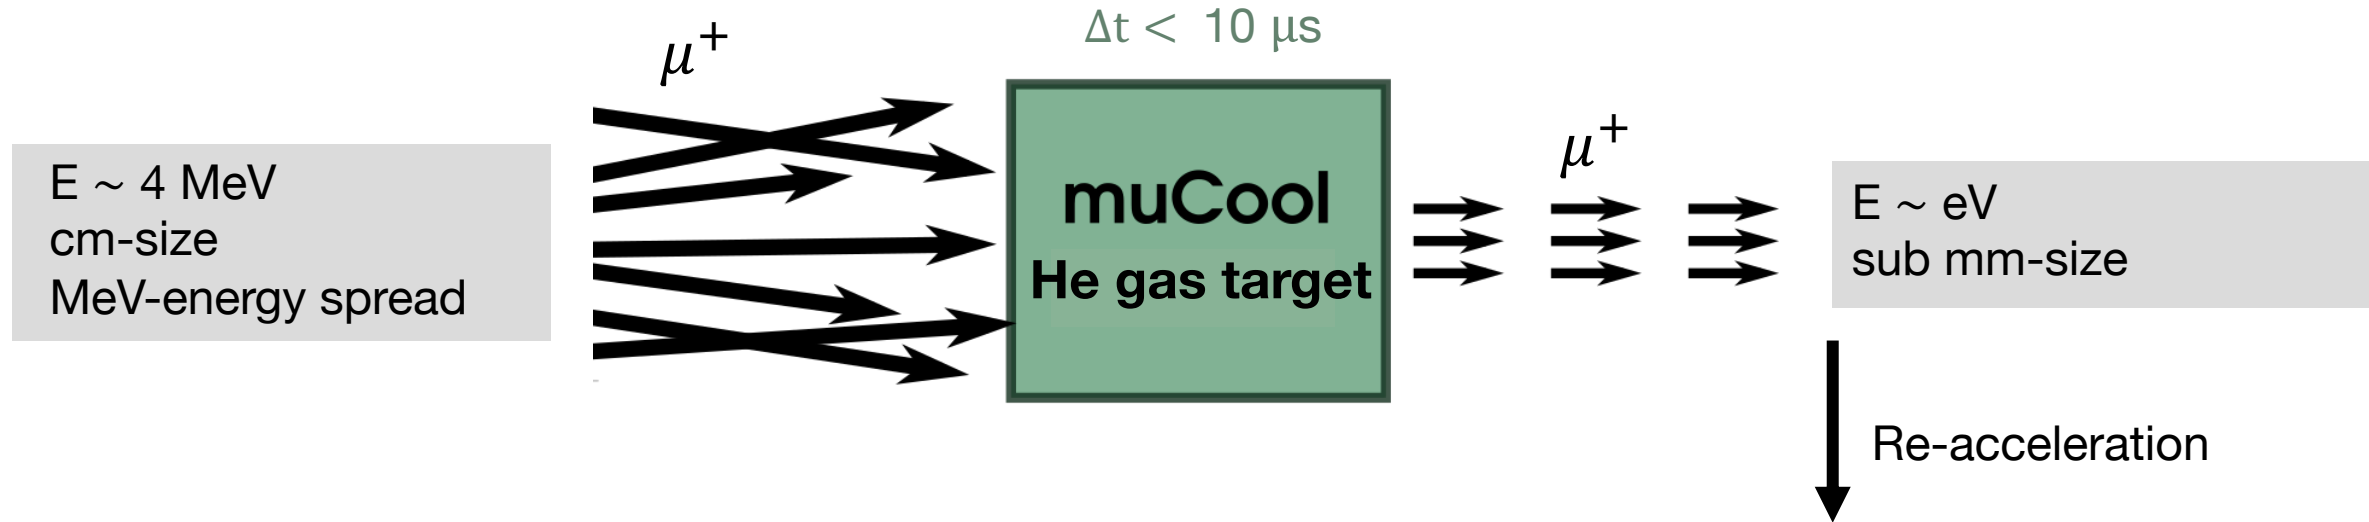 Δt < 10 μs
μ⁺
E ~ 4 MeV
cm-size
MeV-energy spread
muCool
He gas target
μ⁺
E ~ eV
sub mm-size
Re-acceleration